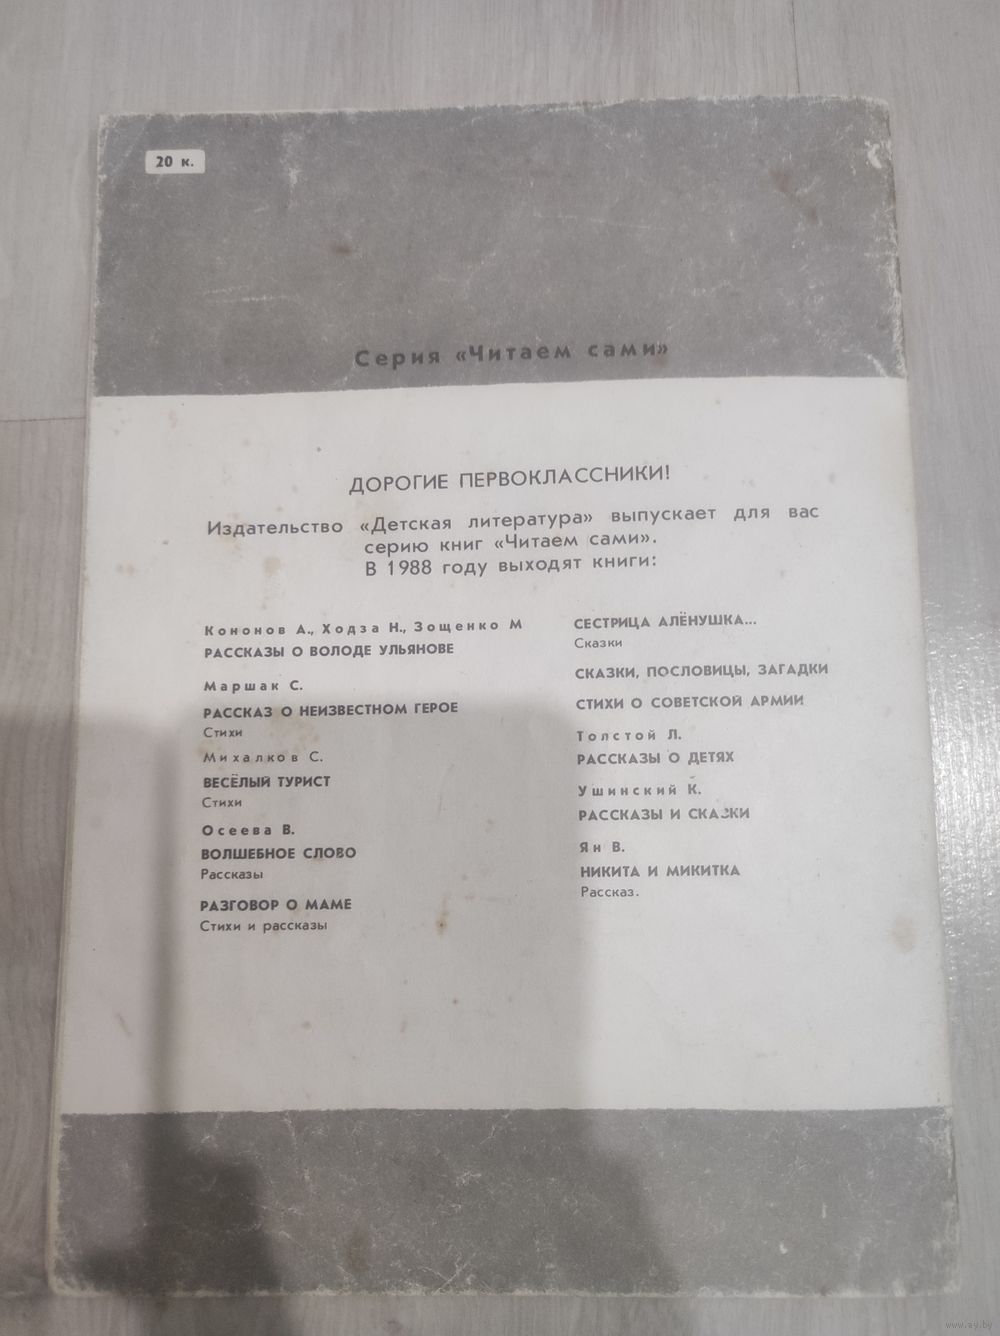 20 к.
Серия «Читаем сами»
ДОРОГИЕ ПЕРВОКЛАССНИКИ!
Издательство «Детская литература» выпускает для вас
серию книг «Читаем сами».
В 1988 году выходят книги:
Кононов А., Ходза Н., Зощенко М
РАССКАЗЫ О ВОЛОДЕ УЛЬЯНОВЕ
Маршак С.
РАССКАЗ О НЕИЗВЕСТНОМ ГЕРОЕ
Стихи
Михалков С.
ВЕСЁЛЫЙ ТУРИСТ
Стихи
Осеева В.
ВОЛШЕБНОЕ СЛОВО
Рассказы
РАЗГОВОР О МАМЕ
Стихи и рассказы
СЕСТРИЦА АЛЁНУШКА...
Сказки
СКАЗКИ, ПОСЛОВИЦЫ, ЗАГАДКИ
СТИХИ О СОВЕТСКОЙ АРМИИ
Толстой Л.
РАССКАЗЫ О ДЕТЯХ
Ушинский К.
РАССКАЗЫ И СКАЗКИ
Ян В.
НИКИТА И МИКИТКА
Рассказ.
www.ay.by